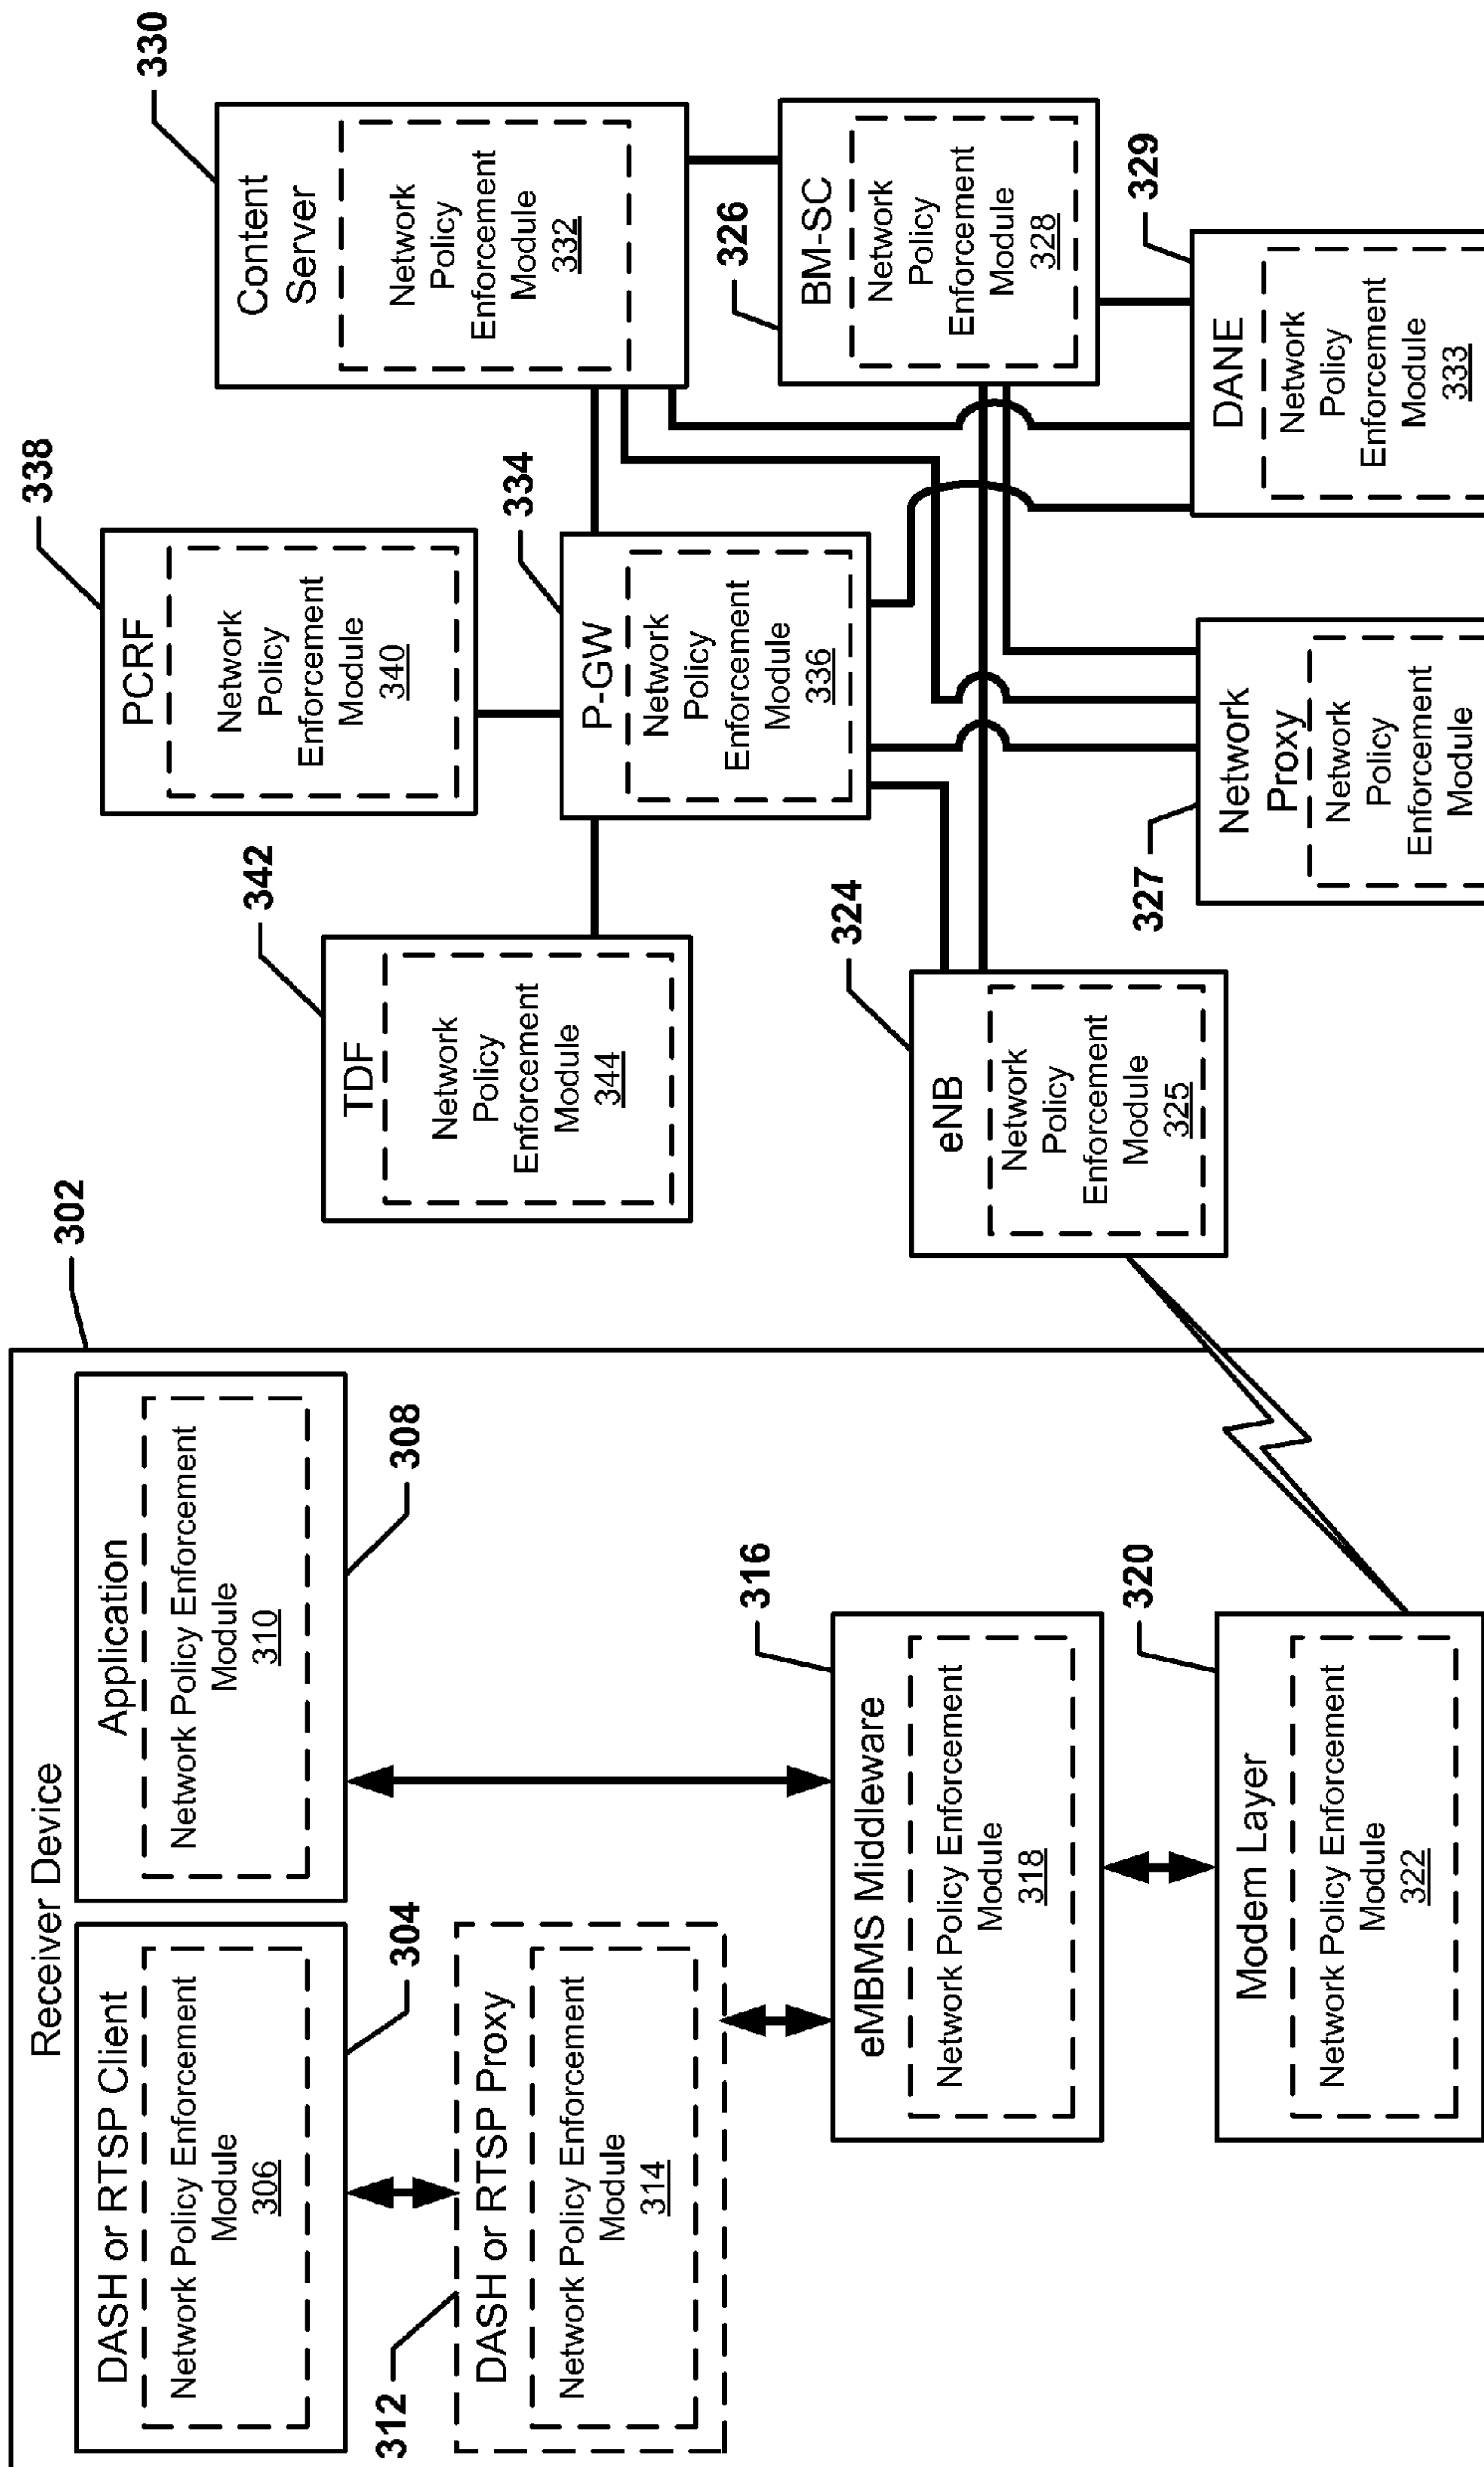 Receiver Device
302
DASH or RTSP Client
Network Policy Enforcement
Module
306
304
Application
Network Policy Enforcement
Module
310
308
DASH or RTSP Proxy
Network Policy Enforcement
Module
314
312
eMBMS Middleware
Network Policy Enforcement
Module
318
316
Modem Layer
Network Policy Enforcement
Module
322
320
TDF
Network
Policy
Enforcement
Module
344
342
PCRF
Network
Policy
Enforcement
Module
340
338
Content
Server
Network
Policy
Enforcement
Module
332
330
P-GW
Network
Policy
Enforcement
Module
336
334
BM-SC
Network
Policy
Enforcement
Module
328
326
eNB
Network
Policy
Enforcement
Module
325
324
Network
Proxy
Network
Policy
Enforcement
Module
327
DANE
Network
Policy
Enforcement
Module
333
329